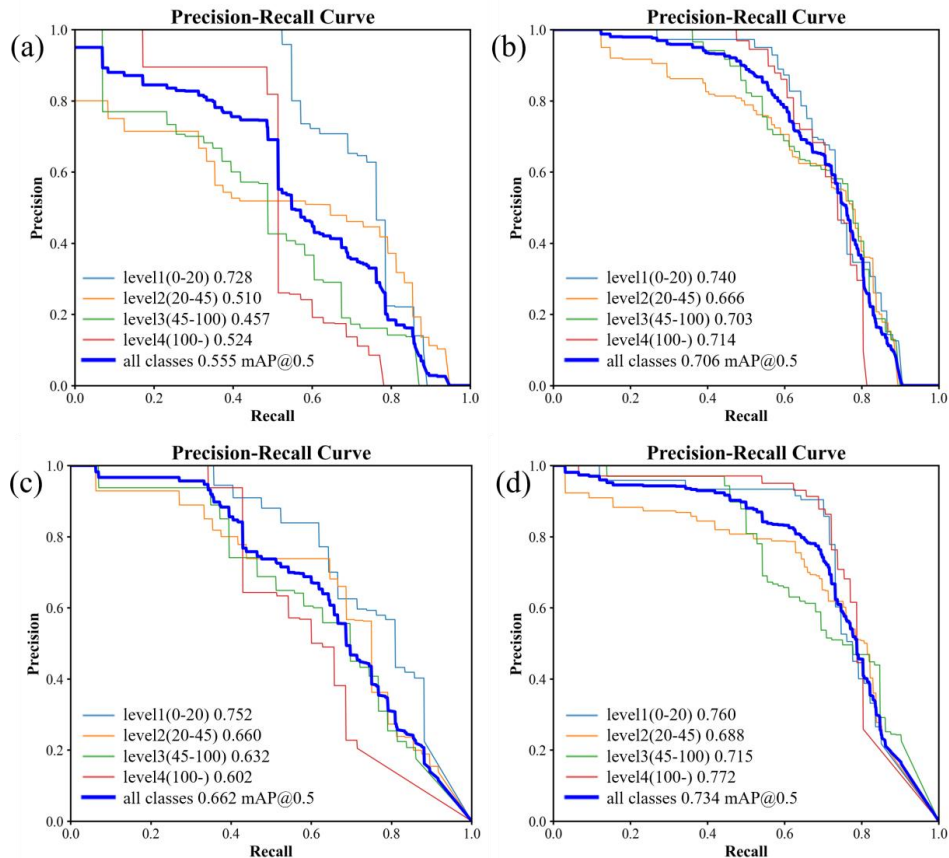 Precision-Recall Curve
(a)
1.0
0.8
0.6
0.4
0.2
0.0
Precision
level1(0-20) 0.728
level2(20-45) 0.510
level3(45-100) 0.457
level4(100-) 0.524
all classes 0.555 mAP@0.5
0.0 0.2 0.4 0.6 0.8 1.0
Recall
Precision-Recall Curve
(b)
1.0
0.8
0.6
0.4
0.2
0.0
Precision
level1(0-20) 0.740
level2(20-45) 0.666
level3(45-100) 0.703
level4(100-) 0.714
all classes 0.706 mAP@0.5
0.0 0.2 0.4 0.6 0.8 1.0
Recall
Precision-Recall Curve
(c)
1.0
0.8
0.6
0.4
0.2
0.0
Precision
level1(0-20) 0.752
level2(20-45) 0.660
level3(45-100) 0.632
level4(100-) 0.602
all classes 0.662 mAP@0.5
0.0 0.2 0.4 0.6 0.8 1.0
Recall
Precision-Recall Curve
(d)
1.0
0.8
0.6
0.4
0.2
0.0
Precision
level1(0-20) 0.760
level2(20-45) 0.688
level3(45-100) 0.715
level4(100-) 0.772
all classes 0.734 mAP@0.5
0.0 0.2 0.4 0.6 0.8 1.0
Recall